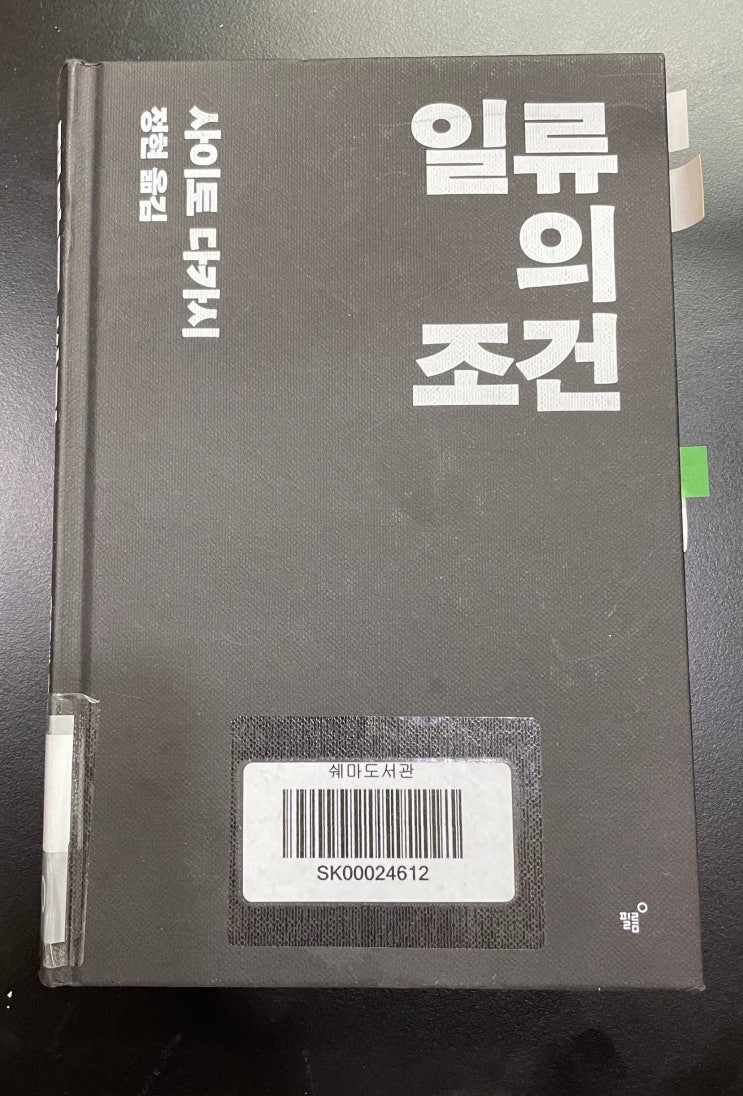 일류
의
조건
사이토 다카시
정현 옮김
쉐마도서관
SK00024612
필름